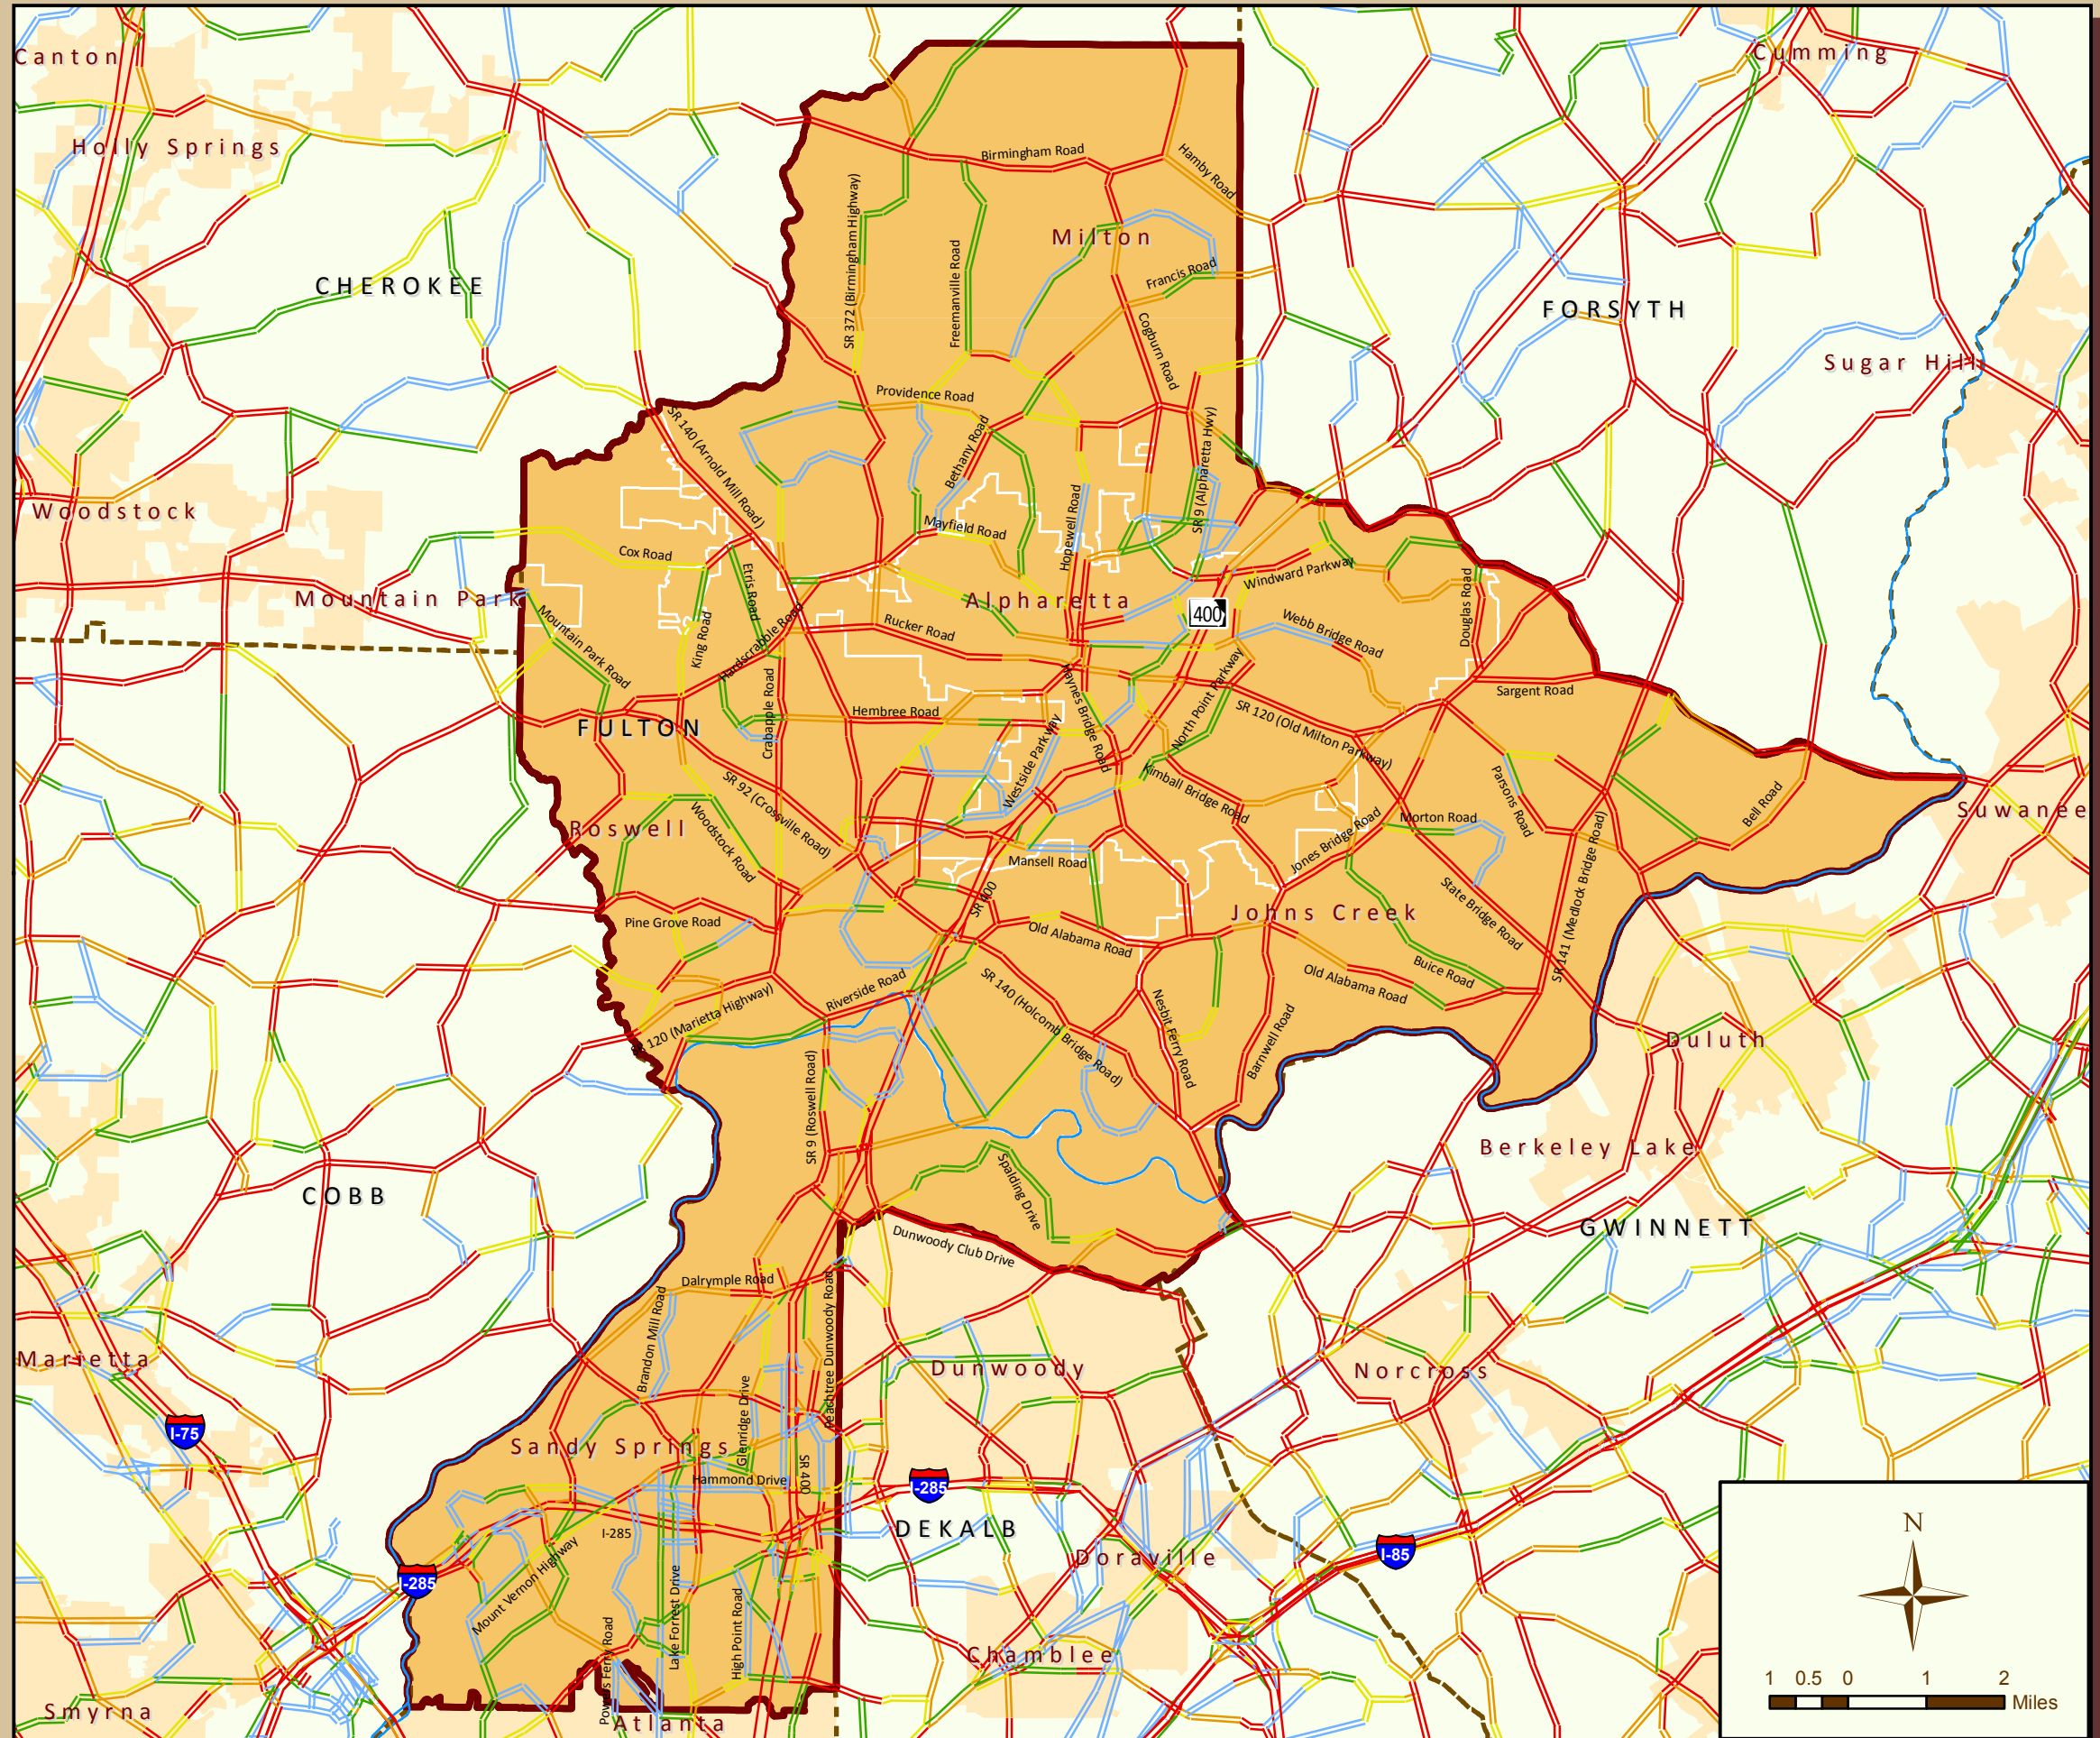 Canton
Cumming
Holly Springs
Birmingham Road
Hamby Road
SR 372 (Birmingham Highway)
Milton
Freemanville Road
Francis Road
CHEROKEE
FORSYTH
Cogburn Road
Sugar Hill
Providence Road
SR 140 (Arnold Mill Road)
Bethany Road
SR 9 (Alpharetta Hwy)
Woodstock
Mayfield Road
Hopewell Road
Cox Road
Etris Road
Windward Parkway
Mountain Park
Alpharetta
400
Douglas Road
Mountain Park Road
King Road
Hardscrabble Road
Rucker Road
Webb Bridge Road
Sargent Road
FULTON
Crabapple Road
Hembree Road
Haynes Bridge Road
North Point Parkway
SR 120 (Old Milton Parkway)
Westside Parkway
SR 92 (Crossville Road)
Kimball Bridge Road
Parsons Road
Bell Road
Suwanee
Roswell
Woodstock Road
Morton Road
Jones Bridge Road
Mansell Road
SR 400
State Bridge Road
SR 141 (Medlock Bridge Road)
Johns Creek
Pine Grove Road
Old Alabama Road
Buice Road
Old Alabama Road
Riverside Road
SR 140 (Holcomb Bridge Road)
SR 120 (Marietta Highway)
Nesbit Ferry Road
Barnwell Road
Duluth
SR 9 (Roswell Road)
Berkeley Lake
Spalding Drive
COBB
GWINNETT
Dunwoody Club Drive
Dalrymple Road
Peachtree Dunwoody Road
Brandon Mill Road
Marietta
Dunwoody
Norcross
Glenridge Drive
I-75
Sandy Springs
Hammond Drive
SR 400
I-285
I-285
DEKALB
Mount Vernon Highway
I-85
Doraville
I-285
Lake Forrest Drive
High Point Road
Powers Ferry Road
Chamblee
Smyrna
Atlanta
N
1 0.5 0 1 2
Miles